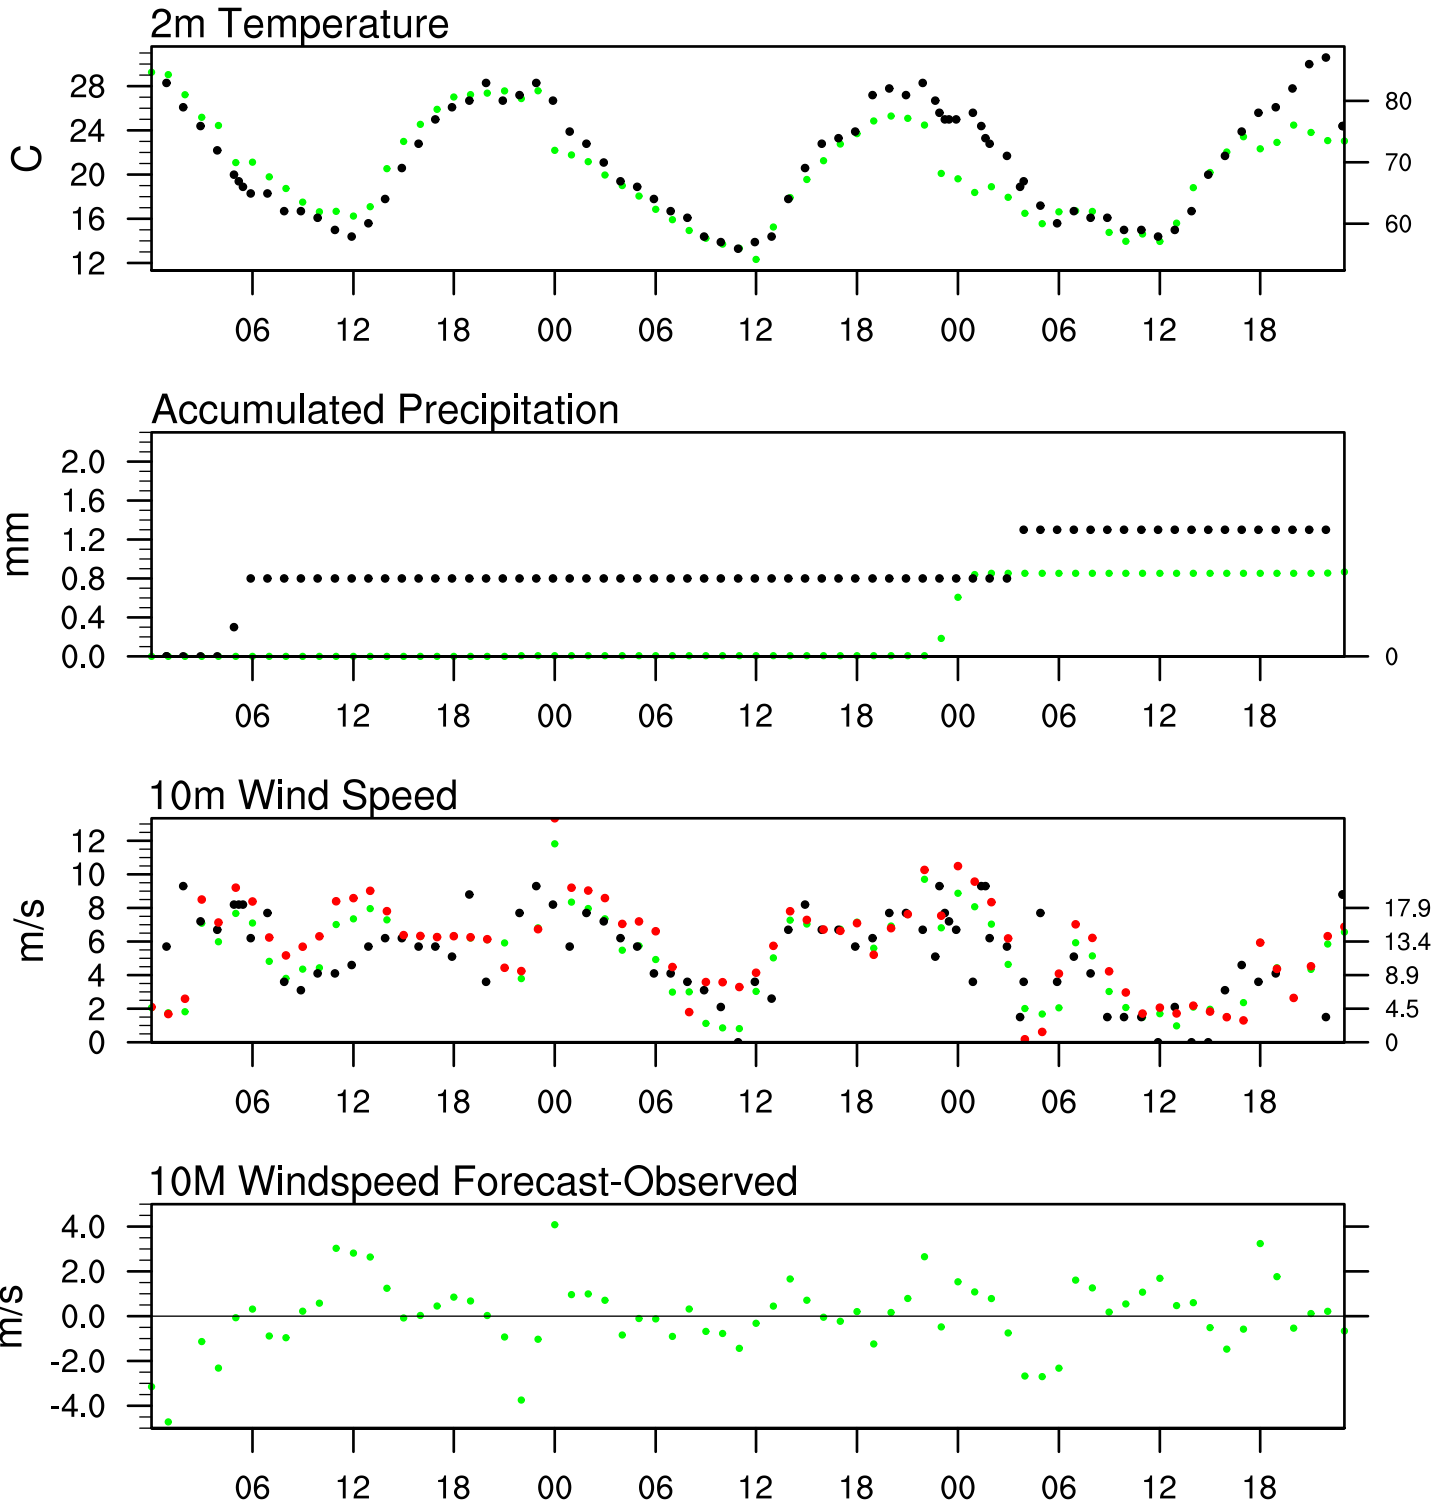 2m Temperature
C
28
24
20
16
12
80
70
60
06 12 18 00 06 12 18 00 06 12 18
Accumulated Precipitation
mm
2.0
1.6
1.2
0.8
0.4
0.0
0
06 12 18 00 06 12 18 00 06 12 18
10m Wind Speed
m/s
12
10
8
6
4
2
0
17.9
13.4
8.9
4.5
0
06 12 18 00 06 12 18 00 06 12 18
10M Windspeed Forecast-Observed
m/s
4.0
2.0
0.0
-2.0
-4.0
06 12 18 00 06 12 18 00 06 12 18